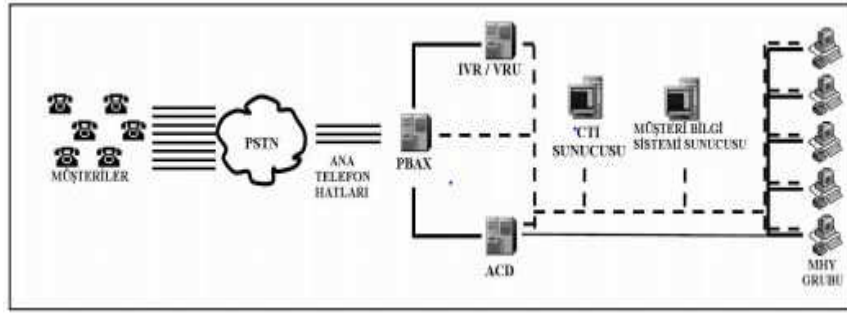 MÜŞTERİLER
PSTN
ANA
TELEFON
HATLARI
PBAX
IVR / VRU
ACD
CTI
SUNUCUSU
MÜŞTERİ BİLGİ
SİSTEMİ SUNUCUSU
MHY
GRUBU